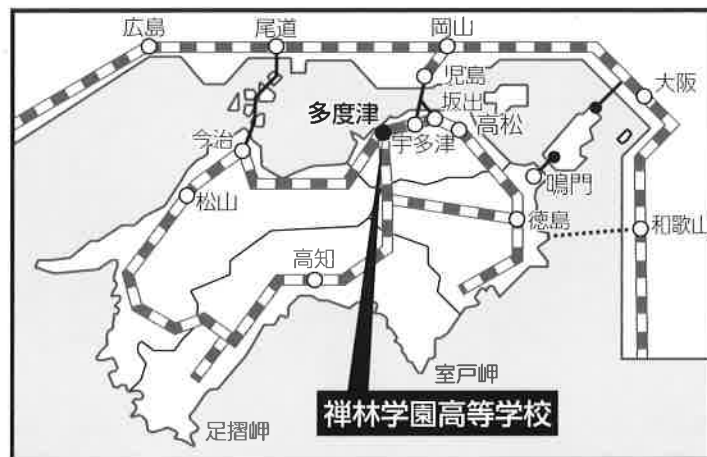 広島
尾道
岡山
児島
大阪
坂出
多度津
宇多津
高松
今治
鳴門
松山
徳島
和歌山
高知
室戸岬
足摺岬
禅林学園高等学校